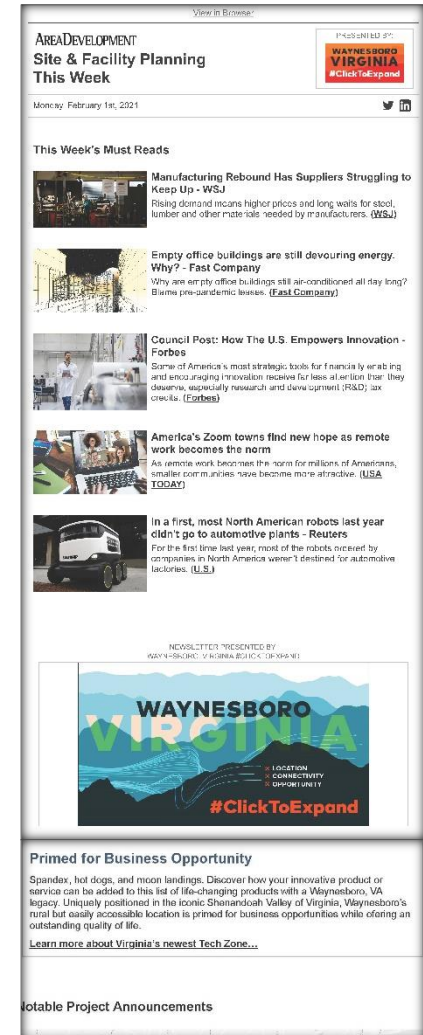 View in Browser
AREADEVELOPMENT
Site & Facility Planning
This Week
PRESENTED BY:
WAYNESBORO
VIRGINIA
#ClickToExpand
Monday, February 1st, 2021
This Week's Must Reads
Manufacturing Rebound Has Suppliers Struggling to
Keep Up - WSJ
Rising demand means higher prices and long waits for steel,
lumber and other materials needed by manufacturers. (WSJ)
Empty office buildings are still devouring energy.
Why? - Fast Company
Why are empty office buildings still air-conditioned all day long?
Blame pre-pandemic leases. (Fast Company)
Council Post: How The U.S. Empowers Innovation -
Forbes
Some of America's most strategic tools for financially enabling
and encouraging innovation receive far less attention than they
deserve, especially research and development (R&D) tax
credits. (Forbes)
America's Zoom towns find new hope as remote
work becomes the norm
As remote work becomes the norm for millions of Americans,
smaller communities have become more attractive. (USA
TODAY)
In a first, most North American robots last year
didn't go to automotive plants - Reuters
For the first time last year, most of the robots ordered by
companies in North America weren't destined for automotive
factories. (U.S.)
NEWSLETTER PRESENTED BY
WAYNESBORO, VIRGINIA #CLICKTOEXPAND
WAYNESBORO
VIRGINIA
× LOCATION
× CONNECTIVITY
× OPPORTUNITY
#ClickToExpand
Primed for Business Opportunity
Spandex, hot dogs, and moon landings. Discover how your innovative product or
service can be added to this list of life-changing products with a Waynesboro, VA
legacy. Uniquely positioned in the iconic Shenandoah Valley of Virginia, Waynesboro's
rural but easily accessible location is primed for business opportunities while ofering an
outstanding quality of life.
Learn more about Virginia's newest Tech Zone…
Notable Project Announcements